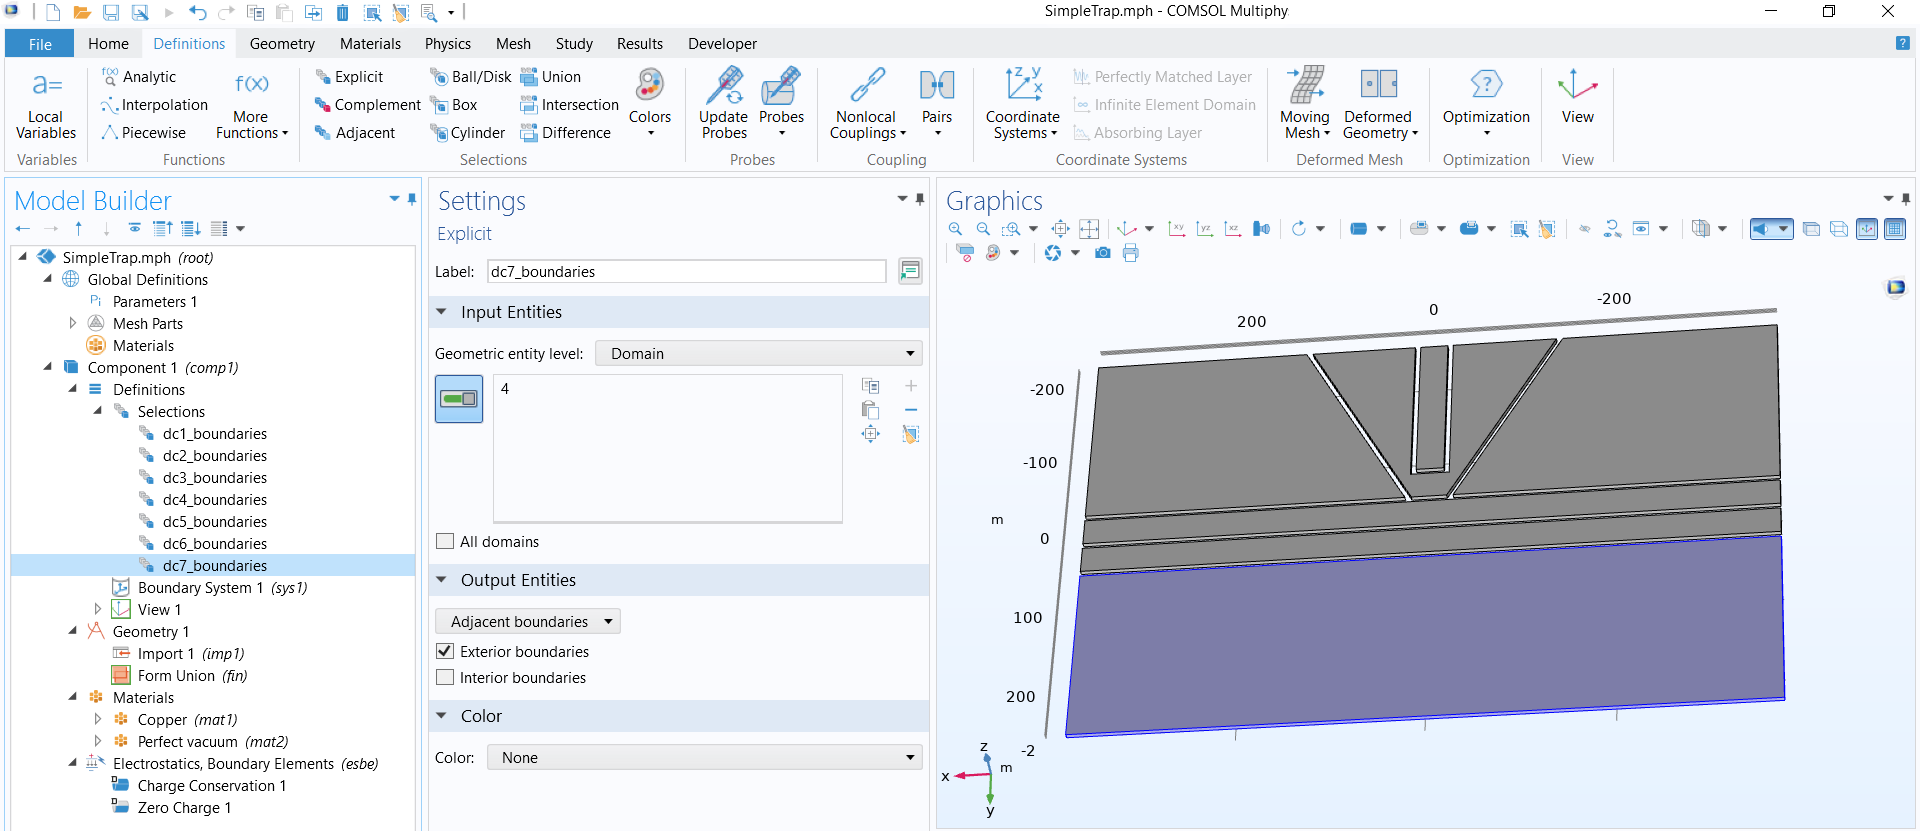 SimpleTrap.mph - COMSOL Multiphy
File Home Definitions Geometry Materials Physics Mesh Study Results Developer
a=
Local Variables
Variables
f(x) Analytic
Interpolation
Piecewise
f(x)
More Functions
Functions
Explicit
Complement
Adjacent
Ball/Disk
Box
Cylinder
Union
Intersection
Difference
Colors
Selections
Update Probes
Probes
Probes
Nonlocal Couplings
Pairs
Coupling
Coordinate Systems
Perfectly Matched Layer
Infinite Element Domain
Absorbing Layer
Coordinate Systems
Moving Mesh
Deformed Geometry
Deformed Mesh
Optimization
Optimization
View
View
Model Builder
SimpleTrap.mph (root)
Global Definitions
Pi Parameters 1
Mesh Parts
Materials
Component 1 (comp1)
Definitions
Selections
dc1_boundaries
dc2_boundaries
dc3_boundaries
dc4_boundaries
dc5_boundaries
dc6_boundaries
dc7_boundaries
Boundary System 1 (sys1)
View 1
Geometry 1
Import 1 (imp1)
Form Union (fin)
Materials
Copper (mat1)
Perfect vacuum (mat2)
Electrostatics, Boundary Elements (esbe)
D Charge Conservation 1
D Zero Charge 1
Settings
Explicit
Label: dc7_boundaries
Input Entities
Geometric entity level: Domain
4
All domains
Output Entities
Adjacent boundaries
Exterior boundaries
Interior boundaries
Color
Color: None
Graphics
xy yz xz
200 0 -200
-200
-100
m
0
100
200
-2
m
z
x
y